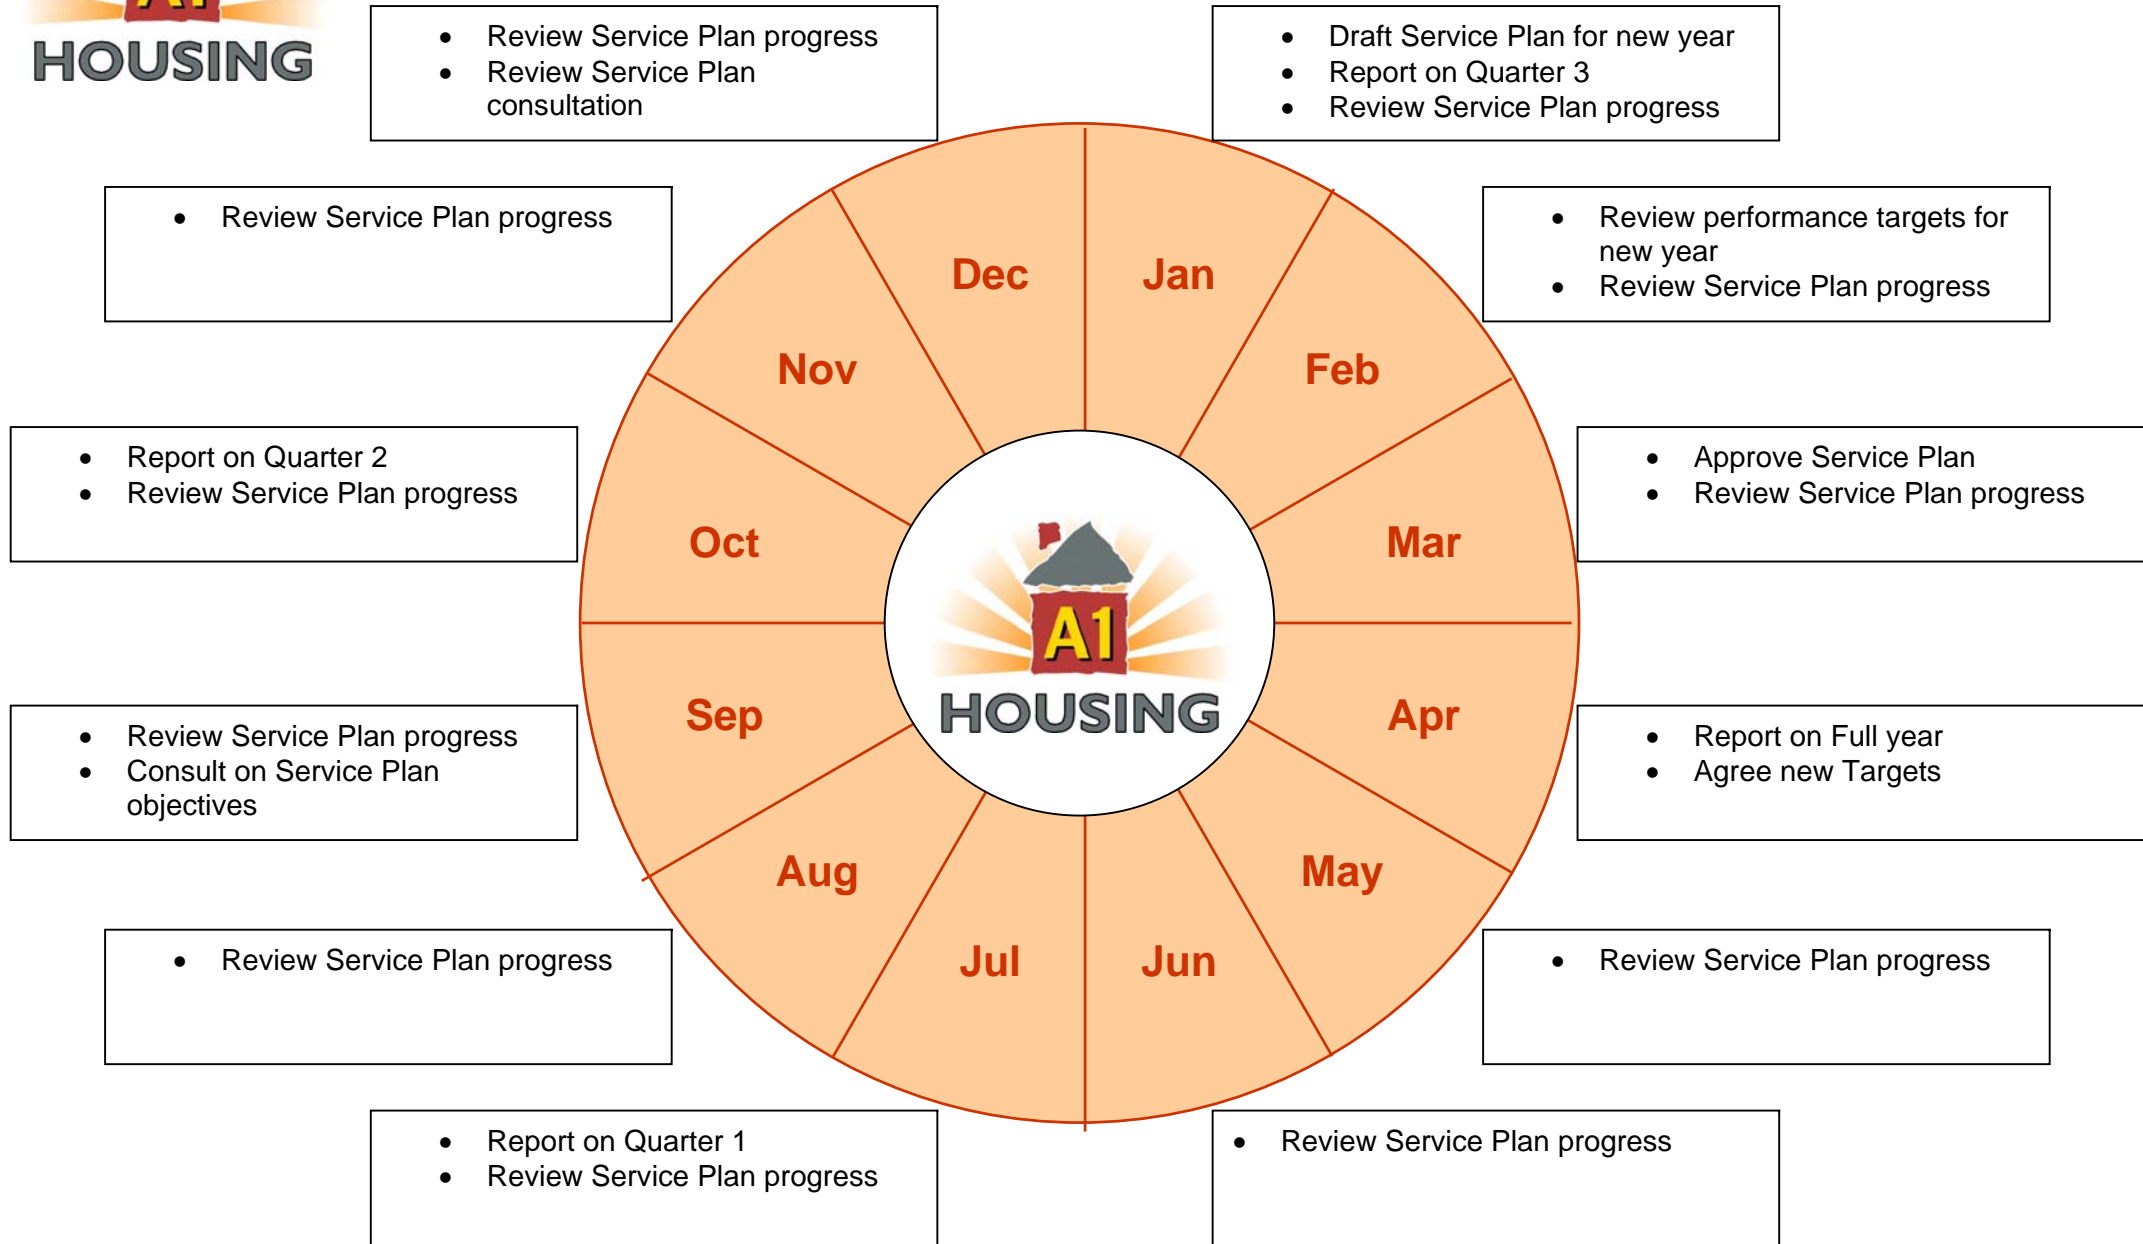 A1
HOUSING
• Review Service Plan progress
• Review Service Plan
consultation
• Draft Service Plan for new year
• Report on Quarter 3
• Review Service Plan progress
• Review Service Plan progress
• Review performance targets for
new year
• Review Service Plan progress
Dec
Jan
Nov
Feb
• Report on Quarter 2
• Review Service Plan progress
• Approve Service Plan
• Review Service Plan progress
Oct
Mar
A1
HOUSING
Sep
Apr
• Review Service Plan progress
• Consult on Service Plan
objectives
• Report on Full year
• Agree new Targets
Aug
May
• Review Service Plan progress
Jul
Jun
• Review Service Plan progress
• Report on Quarter 1
• Review Service Plan progress
• Review Service Plan progress